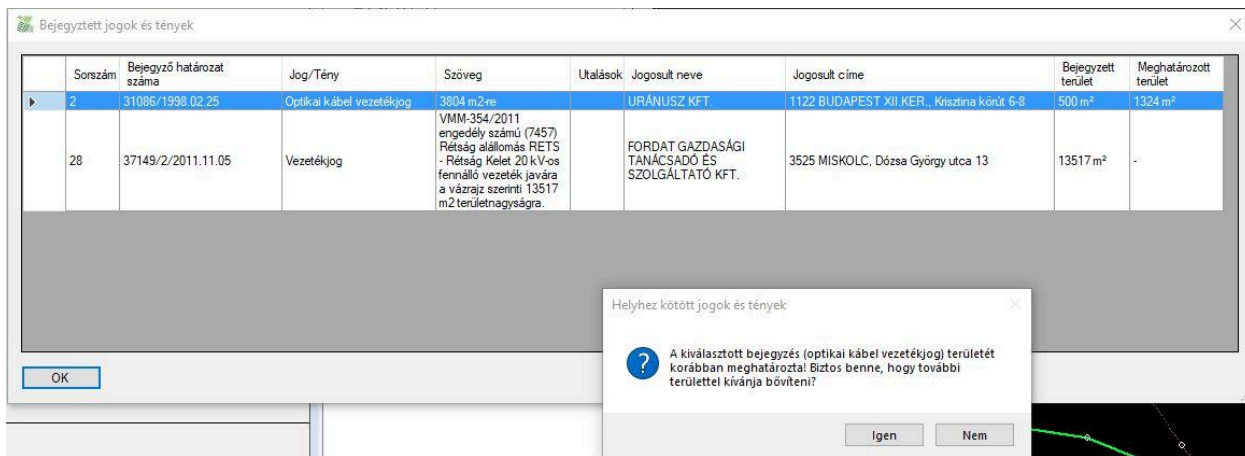 Bejegyztett jogok és tények
Sorszám Bejegyző határozat száma Jog/Tény Szöveg Utalások Jogosult neve Jogosult címe Bejegyzett terület Meghatározott terület
2 31086/1998.02.25 Optikai kábel vezetékjog 3804 m2-re URÁNUSZ KFT. 1122 BUDAPEST XII.KER., Krisztina körút 6-8 500 m² 1324 m²
VMM-354/2011
engedély számú (7457)
Rétság alállomás RETS
- Rétság Kelet 20 kV-os
fennálló vezeték javára
a vázrajz szerinti 13517
m2 területnagyságra.
28 37149/2/2011.11.05 Vezetékjog
FORDAT GAZDASÁGI
TANÁCSADÓ ÉS
SZOLGÁLTATÓ KFT.
3525 MISKOLC, Dózsa György utca 13 13517 m² -
Helyhez kötött jogok és tények
A kiválasztott bejegyzés (optikai kábel vezetékjog) területét
korábban meghatározta! Biztos benne, hogy további
területtel kívánja bővíteni?
OK
Igen Nem